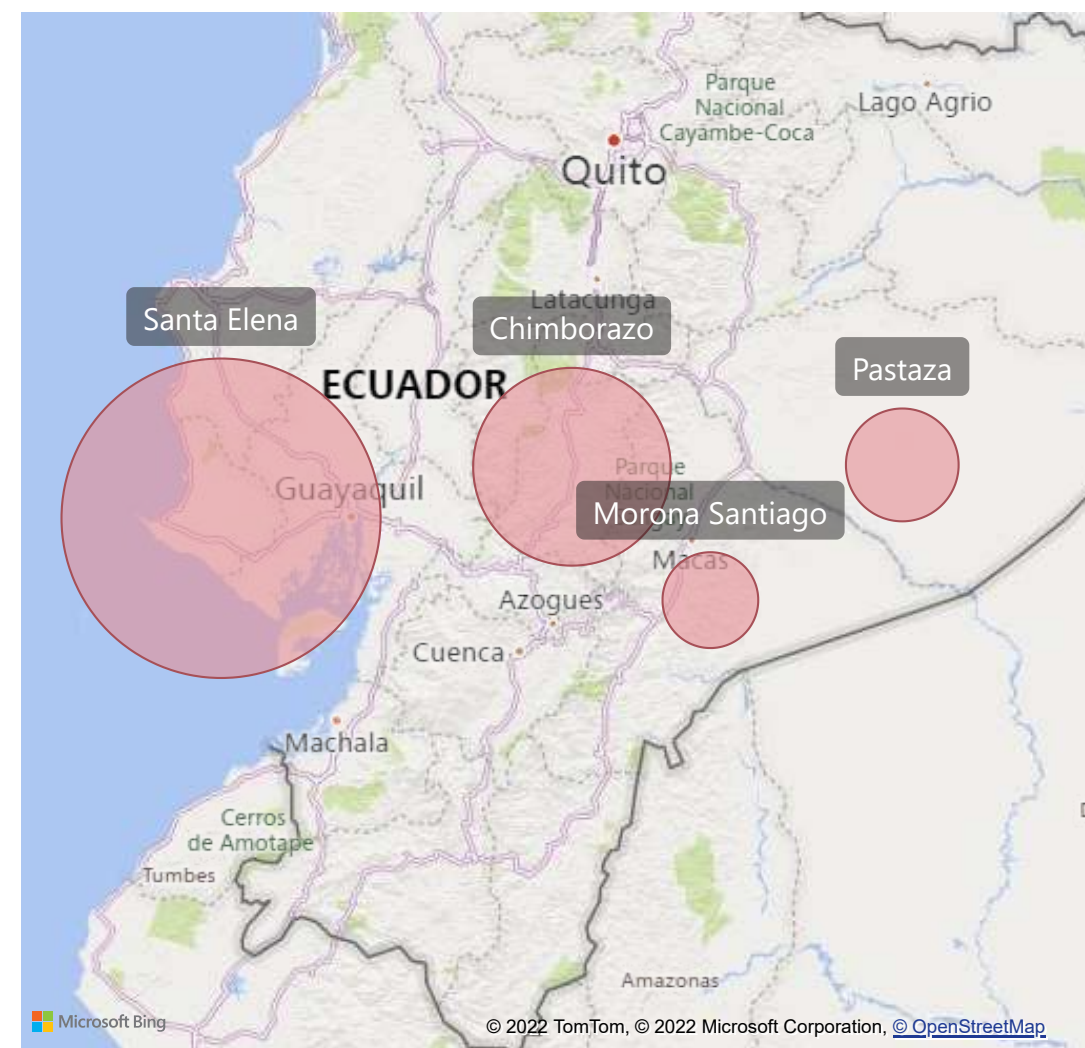 Parque
Nacional
Cayambe-Coca
Lago Agrio
Quito
Latacunga
Santa Elena
Chimborazo
Pastaza
ECUADOR
Guayaquil
Parque
Nacional
Morona Santiago
Macas
Azogues
Cuenca
Machala
Cerros
de Amotape
Tumbes
Amazonas
Microsoft Bing
© 2022 TomTom, © 2022 Microsoft Corporation, © OpenStreetMap